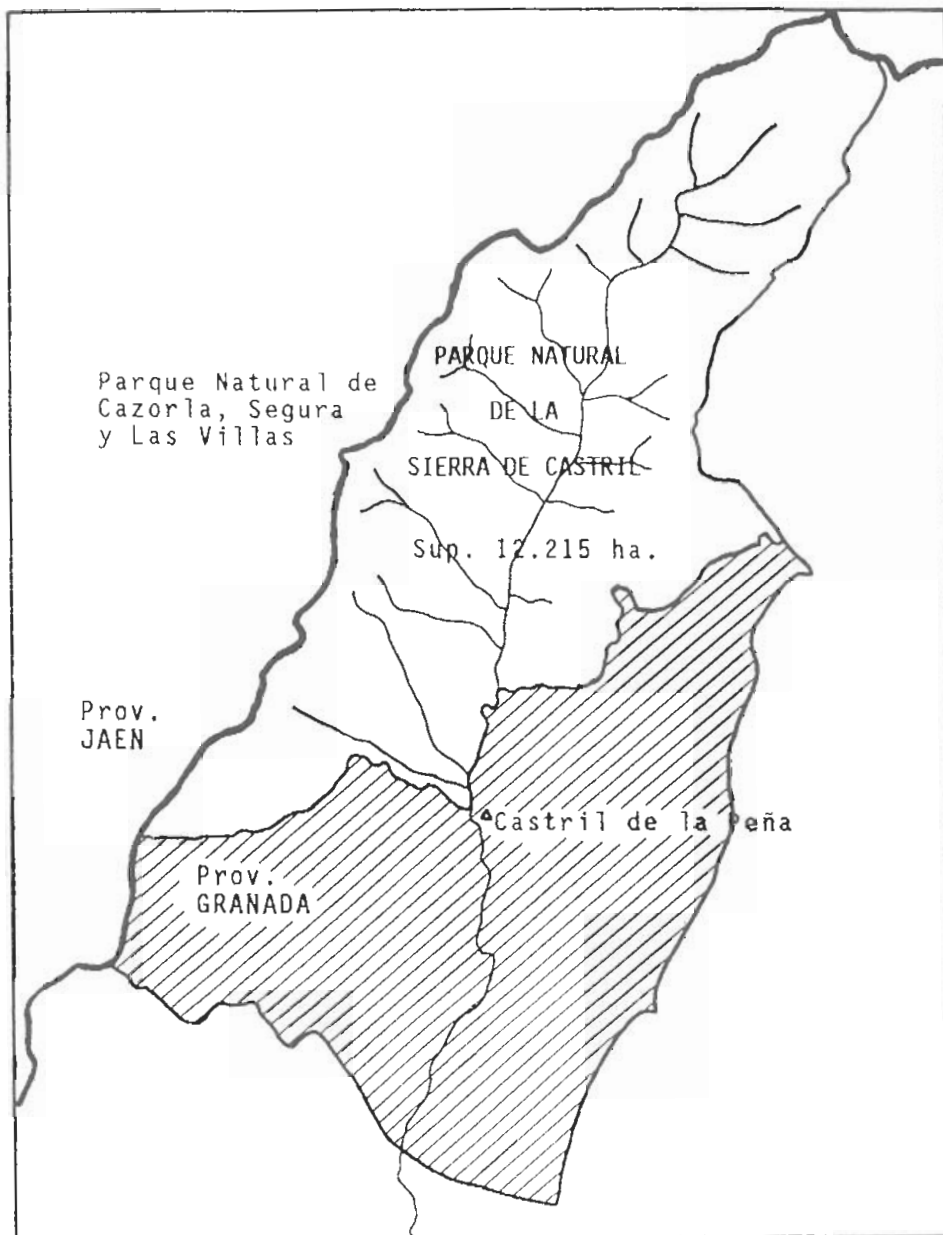 PARQUE NATURAL
DE LA
SIERRA DE CASTRIL
Sup. 12.215 ha.
Parque Natural de
Cazorla, Segura
y Las Villas
Prov.
JAEN
Castril de la Peña
Prov.
GRANADA